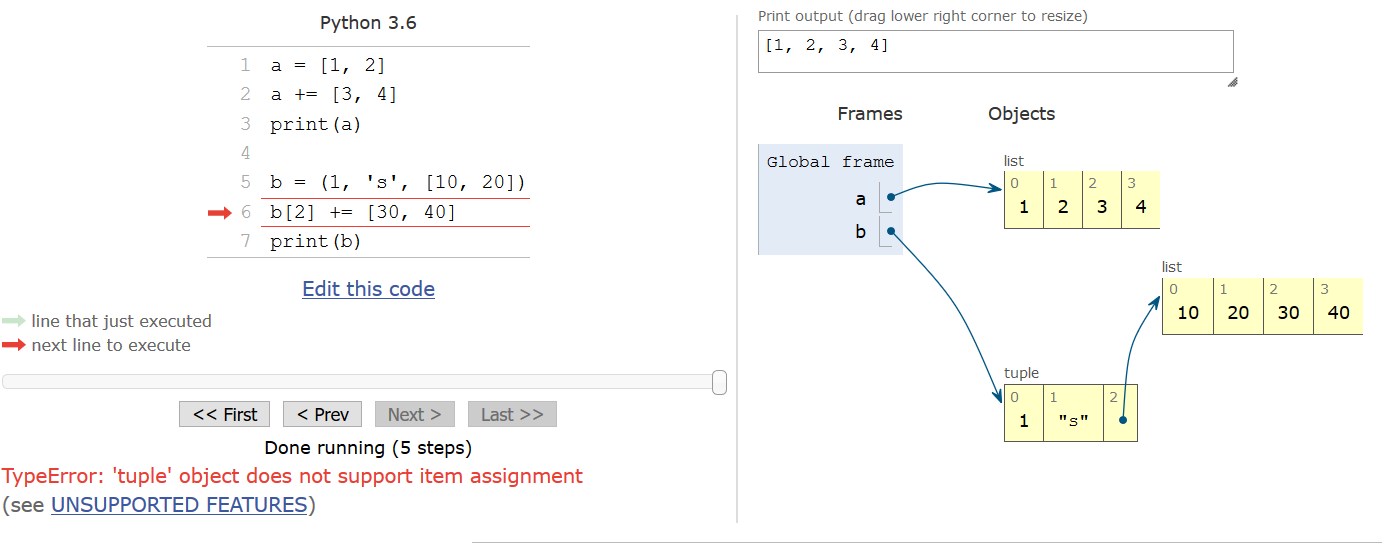 Python 3.6
1 a = [1, 2]
2 a += [3, 4]
3 print(a)
4
5 b = (1, 's', [10, 20])
6 b[2] += [30, 40]
7 print(b)
Edit this code
line that just executed
next line to execute
<< First < Prev Next > Last >>
Done running (5 steps)
TypeError: 'tuple' object does not support item assignment
(see UNSUPPORTED FEATURES)
Print output (drag lower right corner to resize)
[1, 2, 3, 4]
Frames Objects
Global frame
a
b
list
0 1 2 3
1 2 3 4
list
0 1 2 3
10 20 30 40
tuple
0 1 2
1 "s"